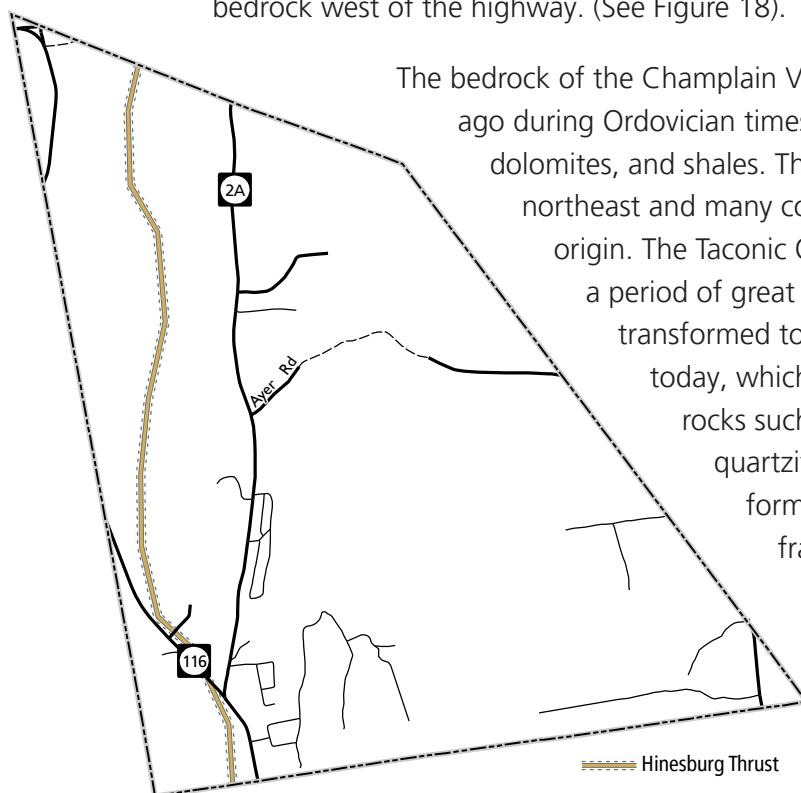 bedrock west of the highway. (See Figure 18).
The bedrock of the Champlain V
ago during Ordovician times
dolomites, and shales. Th
northeast and many co
origin. The Taconic O
a period of great
transformed to
today, which
rocks such
quartzi
form
fra
2A
Ayer Rd
116
Hinesburg Thrust